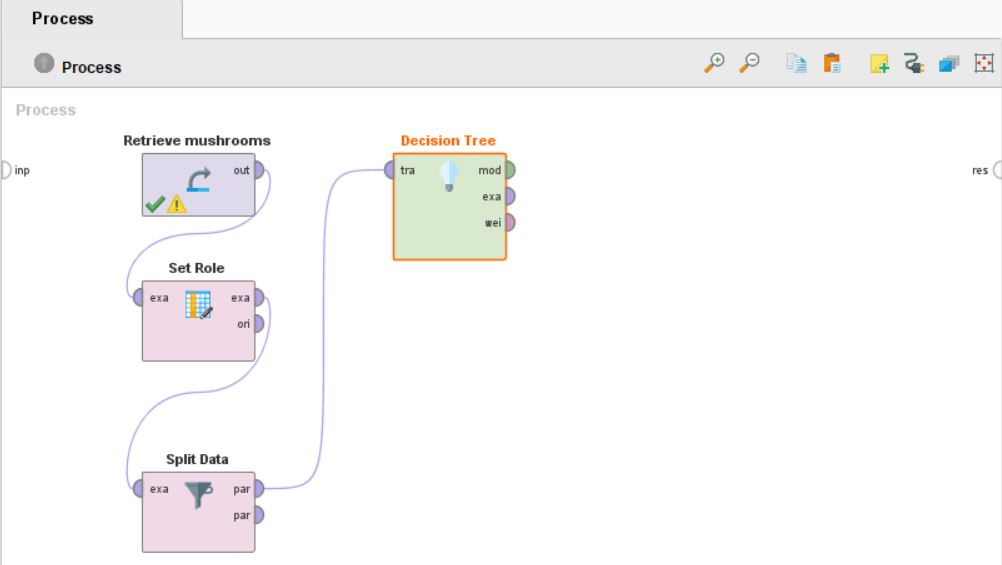 Process
Process
Process
Retrieve mushrooms
Decision Tree
inp
out
tra
mod
res
exa
wei
Set Role
exa
exa
ori
Split Data
exa
par
par